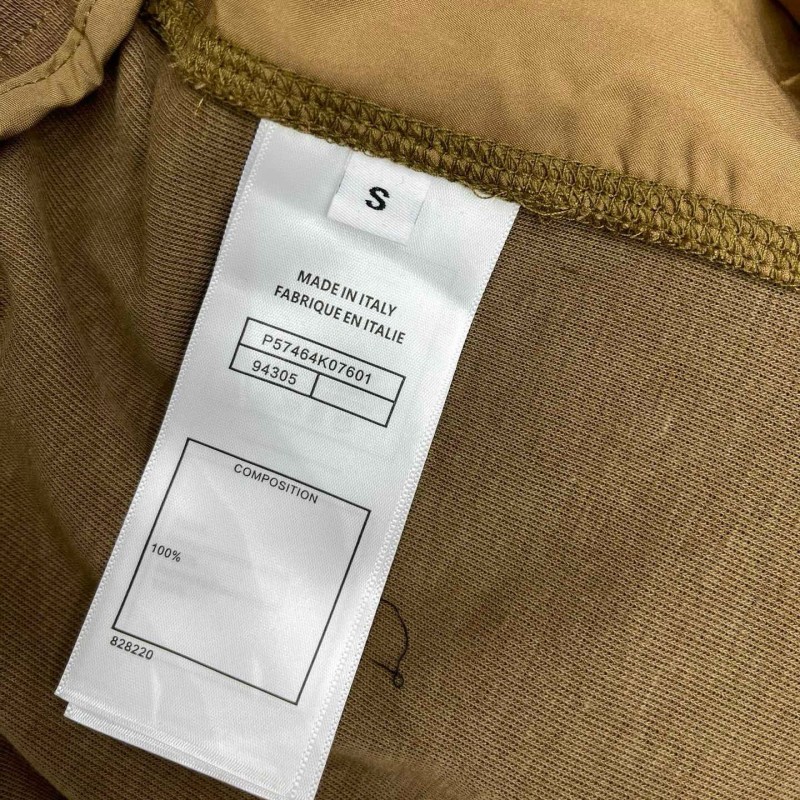 S
MADE IN ITALY
FABRIQUE EN ITALIE
P57464K07601
94305
COMPOSITION
100%
828220